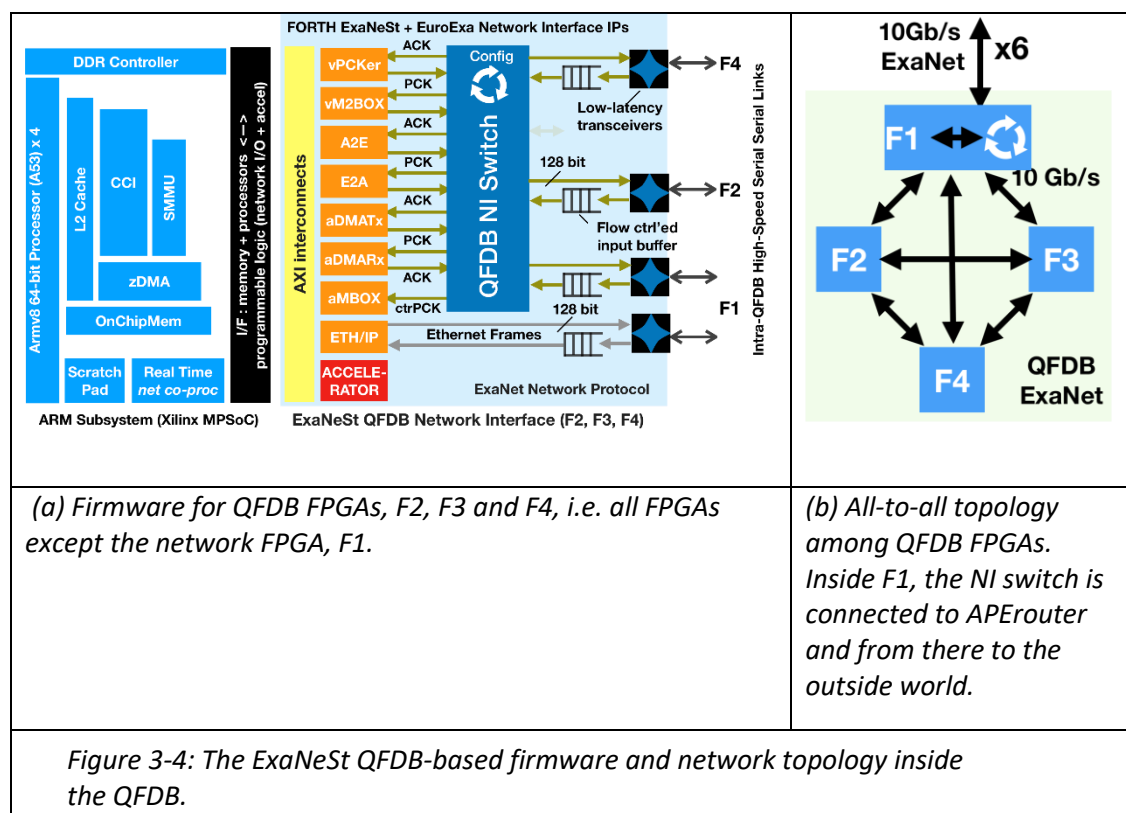 FORTH ExaNeSt + EuroExa Network Interface IPs
DDR Controller
Armv8 64-bit Processor (A53) x 4
L2 Cache
CCI
SMMU
zDMA
OnChipMem
Scratch
Pad
Real Time
net co-proc
I/F : memory + processors <—>
programmable logic (network I/O + accel)
ARM Subsystem (Xilinx MPSoC)
AXI interconnects
vPCKer
vM2BOX
A2E
E2A
aDMATx
aDMARx
aMBOX
ETH/IP
ACCELE-
RATOR
ACK
PCK
ACK
PCK
ACK
PCK
ACK
ctrPCK
Config
QFDB NI Switch
Low-latency
transceivers
128 bit
Flow ctrl'ed
input buffer
128 bit
Ethernet Frames
ExaNet Network Protocol
F4
F2
F1
Intra-QFDB High-Speed Serial Links
ExaNeSt QFDB Network Interface (F2, F3, F4)
10Gb/s
ExaNet
x6
F1
10 Gb/s
F2
F3
F4
QFDB
ExaNet
(a) Firmware for QFDB FPGAs, F2, F3 and F4, i.e. all FPGAs
except the network FPGA, F1.
(b) All-to-all topology
among QFDB FPGAs.
Inside F1, the NI switch is
connected to APErouter
and from there to the
outside world.
Figure 3-4: The ExaNeSt QFDB-based firmware and network topology inside
the QFDB.